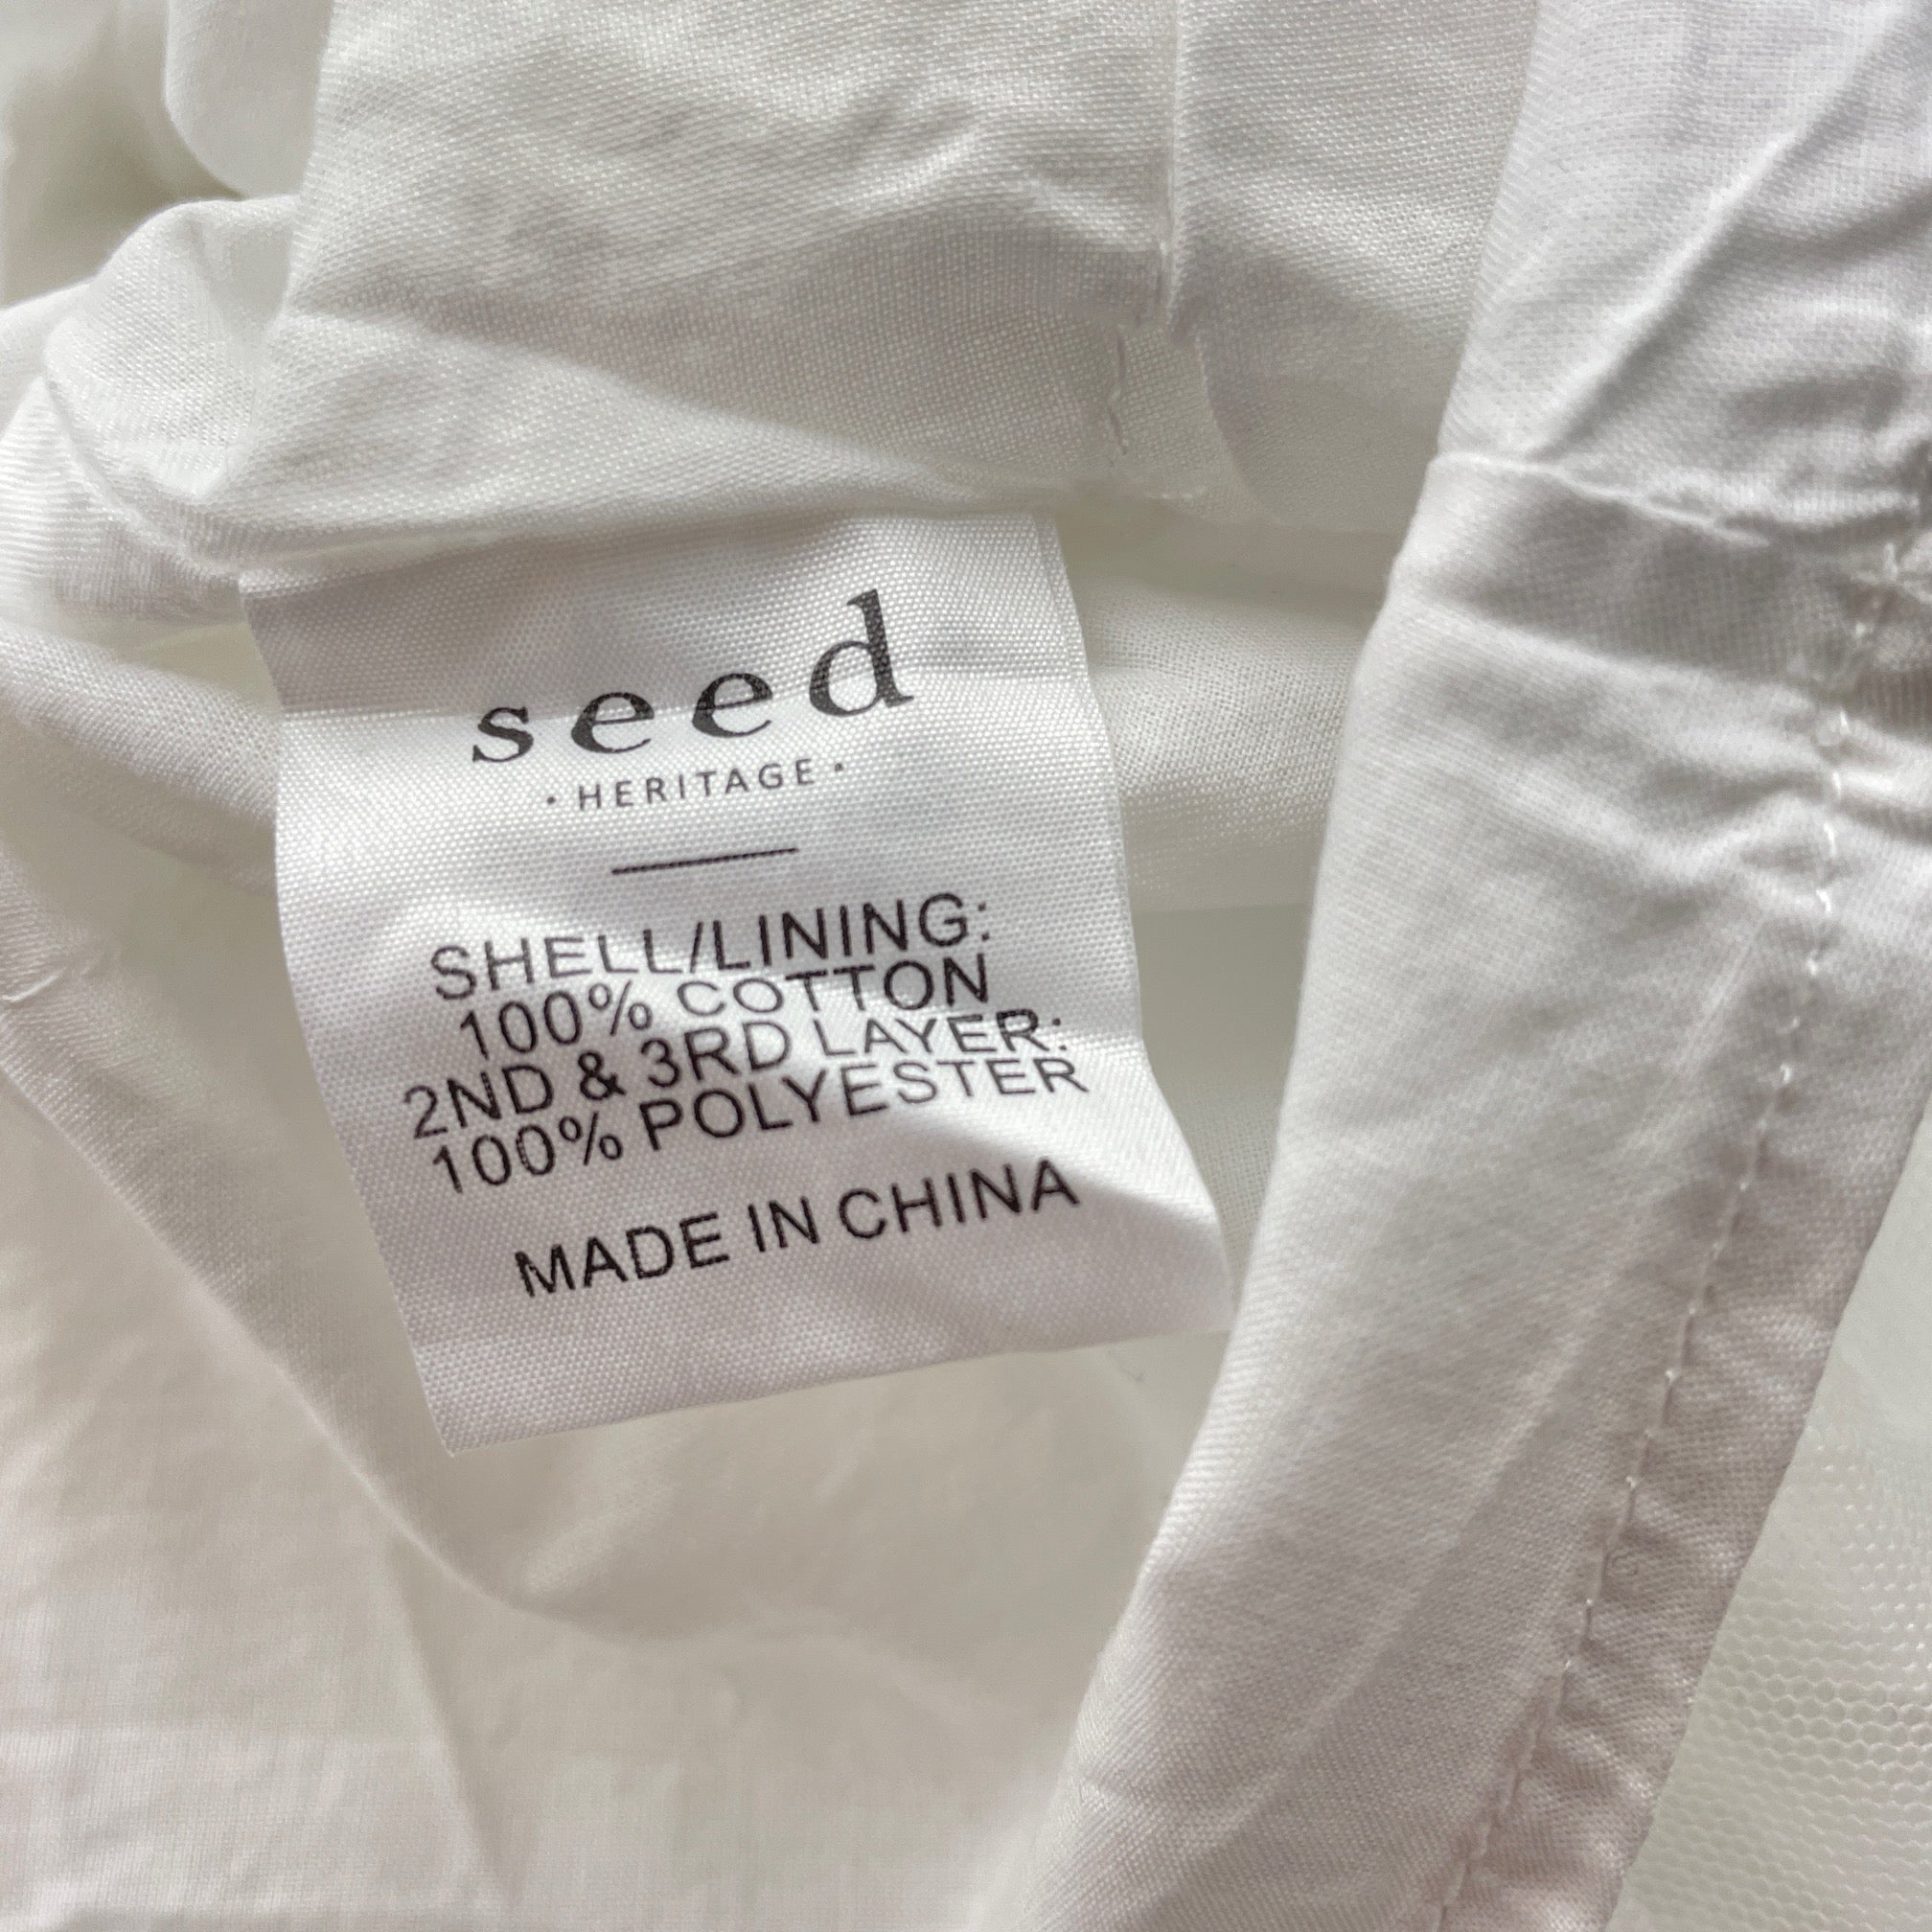 seed
· HERITAGE ·
SHELL/LINING:
100% COTTON
2ND & 3RD LAYER:
100% POLYESTER
MADE IN CHINA